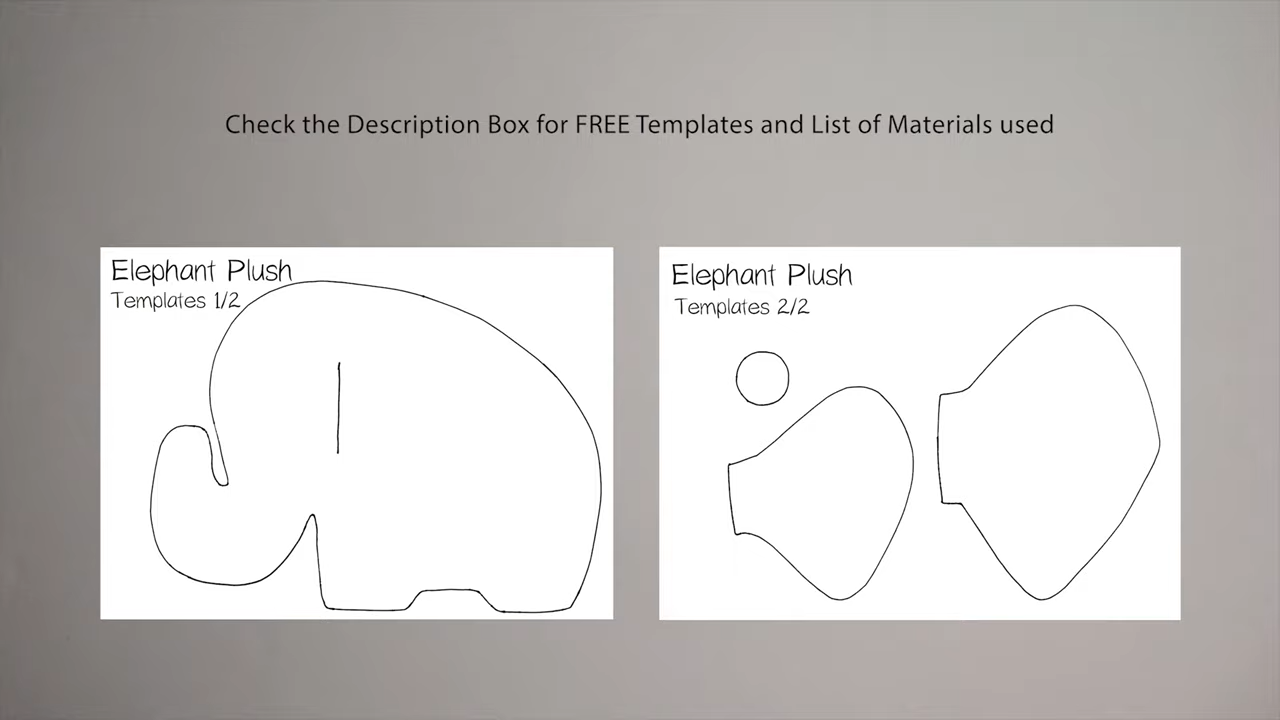 Check the Description Box for FREE Templates and List of Materials used
Elephant Plush
Templates 1/2
Elephant Plush
Templates 2/2